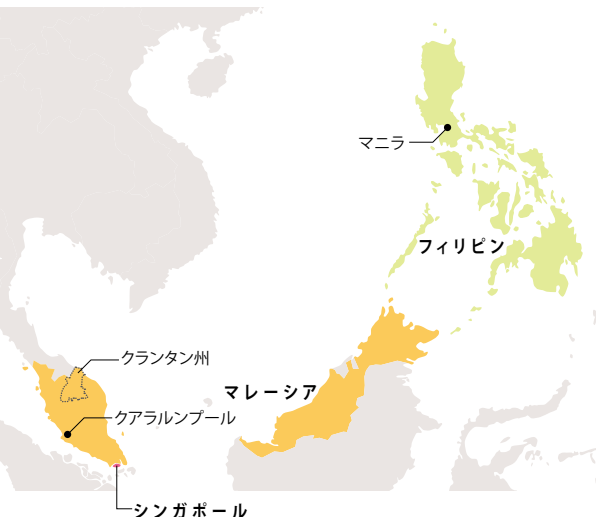 マニラ
フィリピン
クランタン州
マレーシア
クアラルンプール
シンガポール